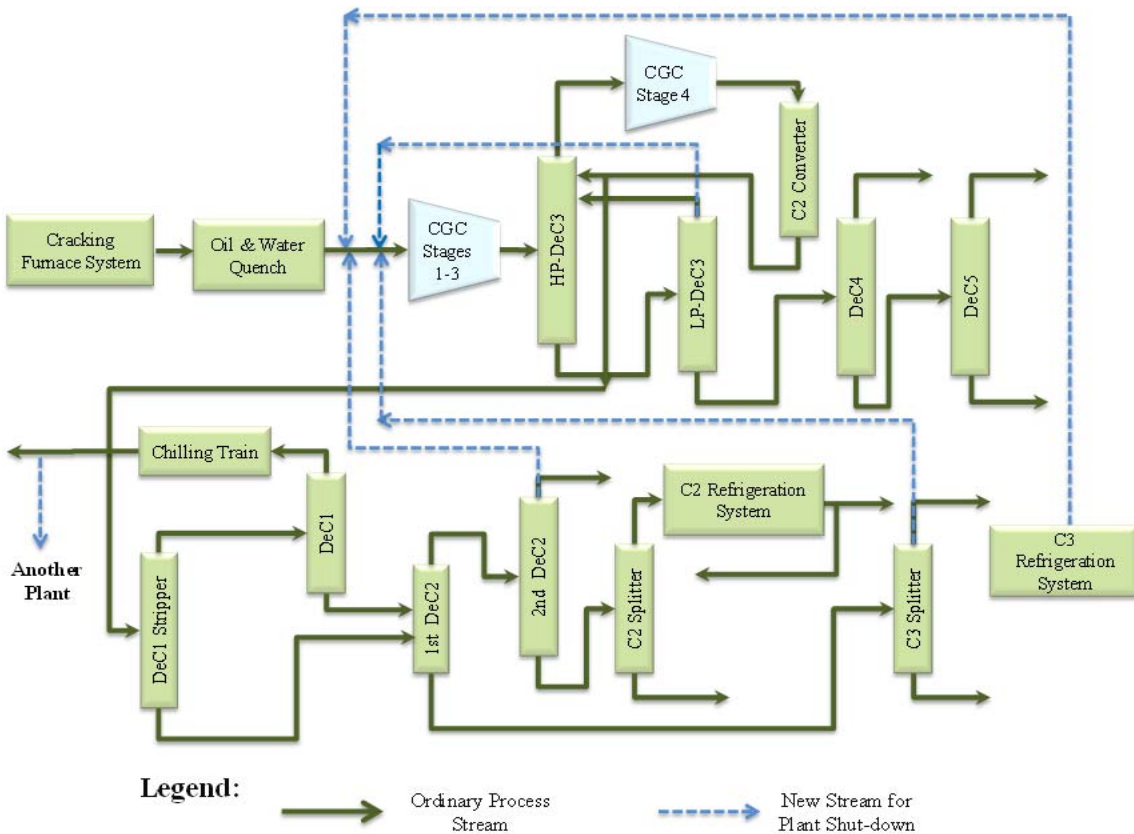 CGC
Stage 4
C2 Converter
HP-DeC3
Cracking
Furnace System
Oil & Water
Quench
CGC
Stages
1-3
LP-DeC3
DeC4
DeC5
Chilling Train
DeC1
C2 Refrigeration
System
Another
Plant
DeC1 Stripper
1st DeC2
2nd DeC2
C2 Splitter
C3 Splitter
C3
Refrigeration
System
Legend:
Ordinary Process
Stream
New Stream for
Plant Shut-down